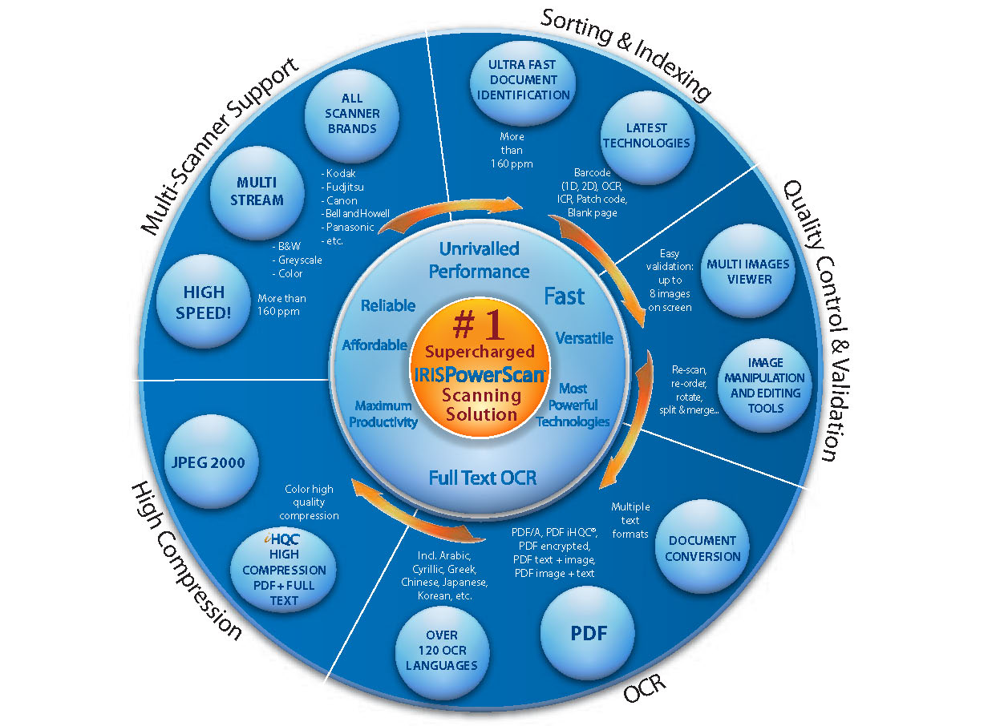 Multi-Scanner Support
ALL
SCANNER
BRANDS
- Kodak
- Fudjitsu
- Canon
- Bell and Howell
- Panasonic
- etc.
MULTI
STREAM
- B&W
- Greyscale
- Color
HIGH
SPEED!
More than
160 ppm
Sorting & Indexing
ULTRA FAST
DOCUMENT
IDENTIFICATION
More
than
160 ppm
LATEST
TECHNOLOGIES
Barcode
(1D, 2D), OCR,
ICR, Patch code,
Blank page
Quality Control & Validation
MULTI IMAGES
VIEWER
Easy
validation:
up to
8 images
on screen
IMAGE
MANIPULATION
AND EDITING
TOOLS
Re-scan,
re-order,
rotate,
split & merge...
OCR
DOCUMENT
CONVERSION
Multiple
text
formats
PDF
PDF/A, PDF iHQC®,
PDF encrypted,
PDF text + image,
PDF image + text
OVER
120 OCR
LANGUAGES
Incl. Arabic,
Cyrillic, Greek,
Chinese, Japanese,
Korean, etc.
High Compression
iHQC
HIGH
COMPRESSION
PDF + FULL
TEXT
JPEG 2000
Color high
quality
compression
Unrivalled
Performance
Fast
Versatile
Most
Powerful
Technologies
Full Text OCR
Maximum
Productivity
Affordable
Reliable
# 1
Supercharged
IRISPowerScan™
Scanning
Solution